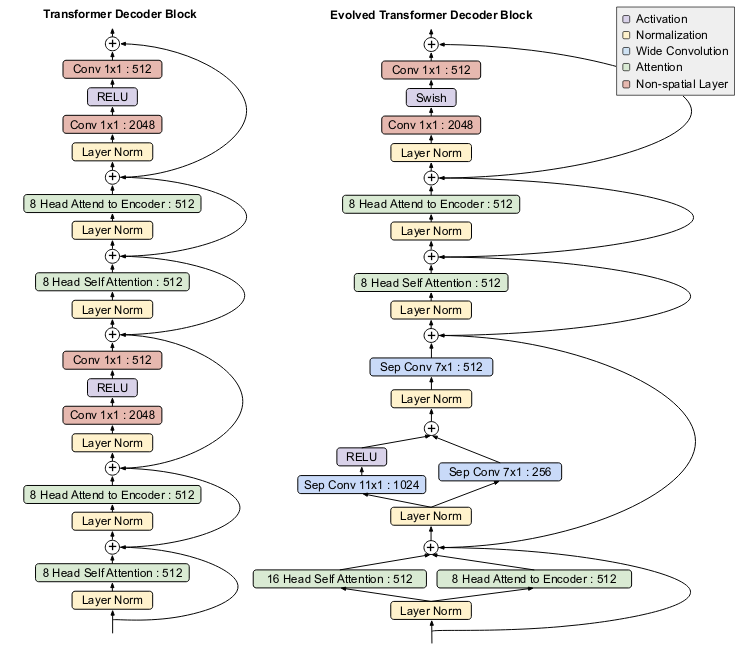 Transformer Decoder Block
Conv 1x1 : 512
RELU
Conv 1x1 : 2048
Layer Norm
8 Head Attend to Encoder : 512
Layer Norm
8 Head Self Attention : 512
Layer Norm
Conv 1x1 : 512
RELU
Conv 1x1 : 2048
Layer Norm
8 Head Attend to Encoder : 512
Layer Norm
8 Head Self Attention : 512
Layer Norm
Evolved Transformer Decoder Block
Conv 1x1 : 512
Swish
Conv 1x1 : 2048
Layer Norm
8 Head Attend to Encoder : 512
Layer Norm
8 Head Self Attention : 512
Layer Norm
Sep Conv 7x1 : 512
Layer Norm
RELU
Sep Conv 11x1 : 1024
Sep Conv 7x1 : 256
Layer Norm
16 Head Self Attention : 512
8 Head Attend to Encoder : 512
Layer Norm
Activation
Normalization
Wide Convolution
Attention
Non-spatial Layer